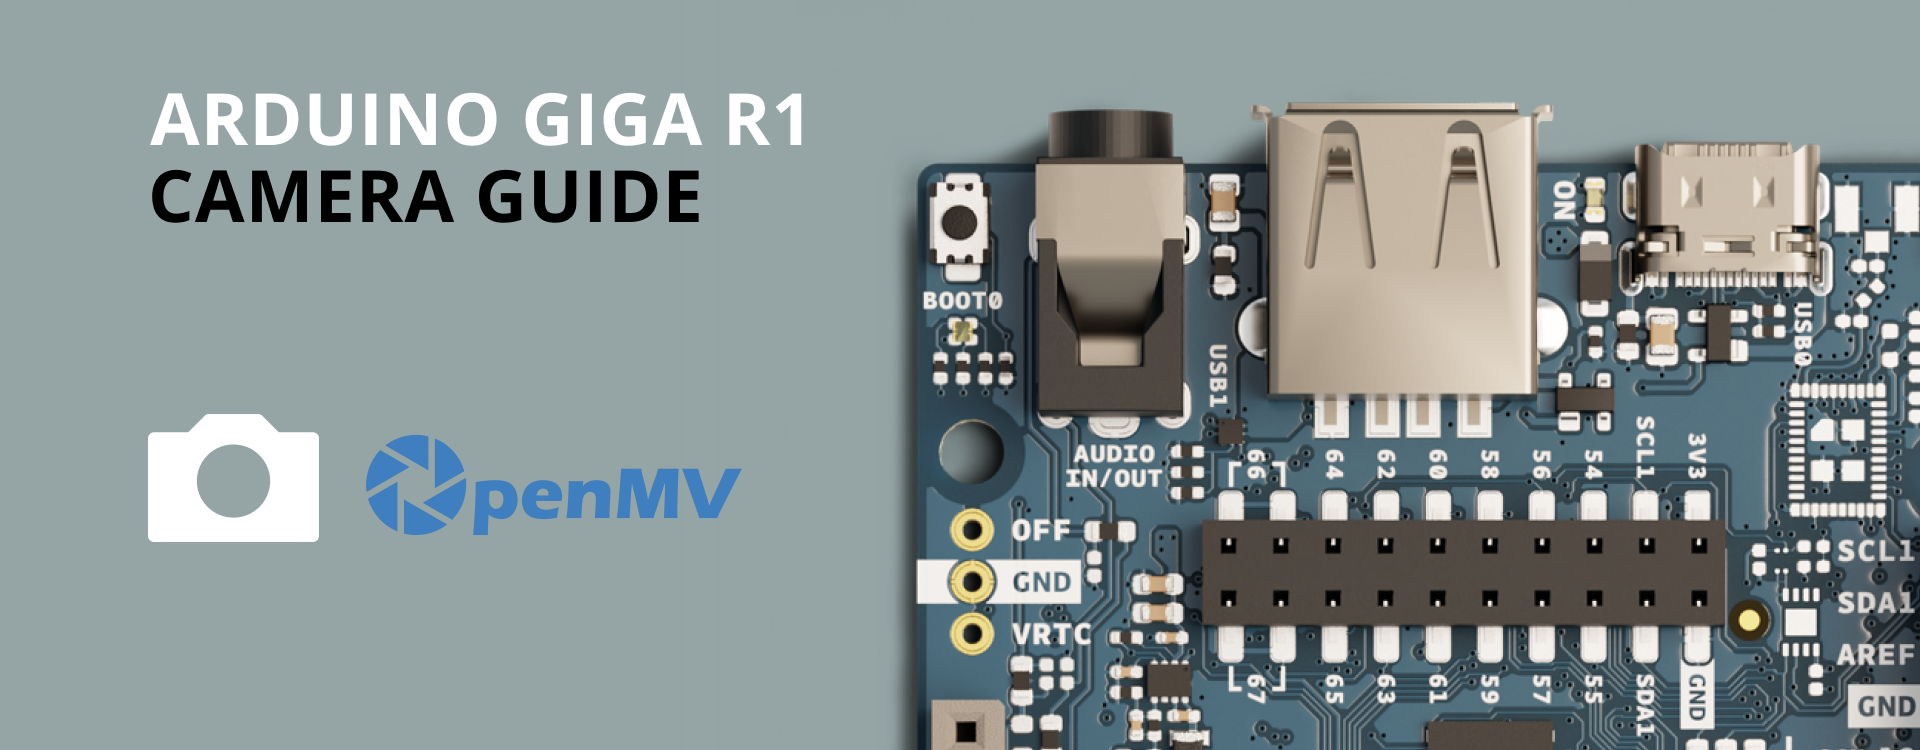 ARDUINO GIGA R1
CAMERA GUIDE
OpenMV
BOOT0
AUDIO
IN/OUT
USB1
ON
USB0
66
64
62
60
58
56
54
SCL1
3V3
OFF
GND
VRTC
67
65
63
61
59
57
55
SDA1
GND
SCL1
SDA1
AREF
GND